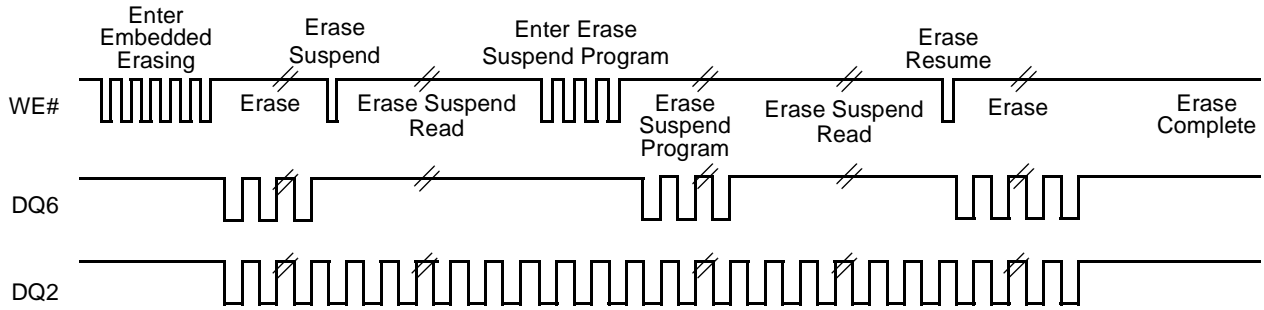 Enter
Embedded
Erasing
Erase
Suspend
Enter Erase
Suspend Program
Erase
Resume
WE#
Erase
Erase Suspend
Read
Erase
Suspend
Program
Erase Suspend
Read
Erase
Erase
Complete
DQ6
DQ2